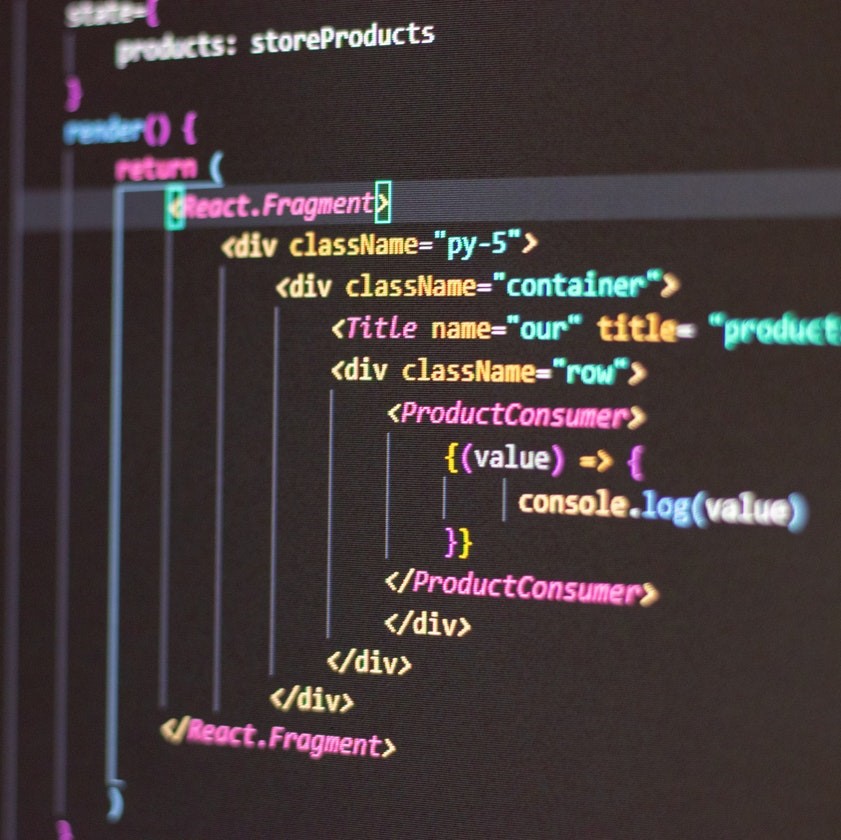 state={
products: storeProducts
}
render() {
return (
<React.Fragment>
<div className="py-5">
<div className="container">
<Title name="our" title= "product
<div className="row">
<ProductConsumer>
{(value) => {
console.log(value)
}}
</ProductConsumer>
</div>
</div>
</div>
</React.Fragment>
)
}